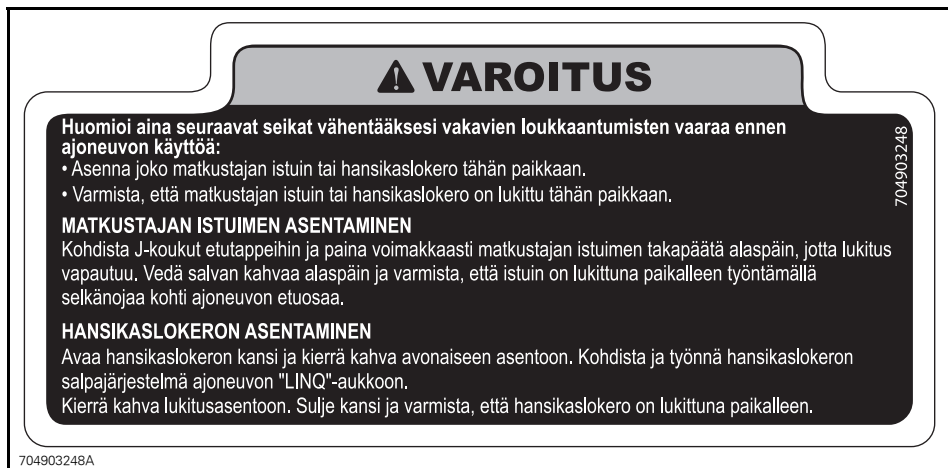 VAROITUS
Huomioi aina seuraavat seikat vähentääksesi vakavien loukkaantumisten vaaraa ennen
ajoneuvon käyttöä:
• Asenna joko matkustajan istuin tai hansikaslokero tähän paikkaan.
• Varmista, että matkustajan istuin tai hansikaslokero on lukittu tähän paikkaan.
MATKUSTAJAN ISTUIMEN ASENTAMINEN
Kohdista J-koukut etutappeihin ja paina voimakkaasti matkustajan istuimen takapäätä alaspäin, jotta lukitus
vapautuu. Vedä salvan kahvaa alaspäin ja varmista, että istuin on lukittuna paikalleen työntämällä
selkänojaa kohti ajoneuvon etuosaa.
HANSIKASLOKERON ASENTAMINEN
Avaa hansikaslokeron kansi ja kierrä kahva avonaiseen asentoon. Kohdista ja työnnä hansikaslokeron
salpajärjestelmä ajoneuvon "LINQ"-aukkoon.
Kierrä kahva lukitusasentoon. Sulje kansi ja varmista, että hansikaslokero on lukittuna paikalleen.
704903248
704903248A